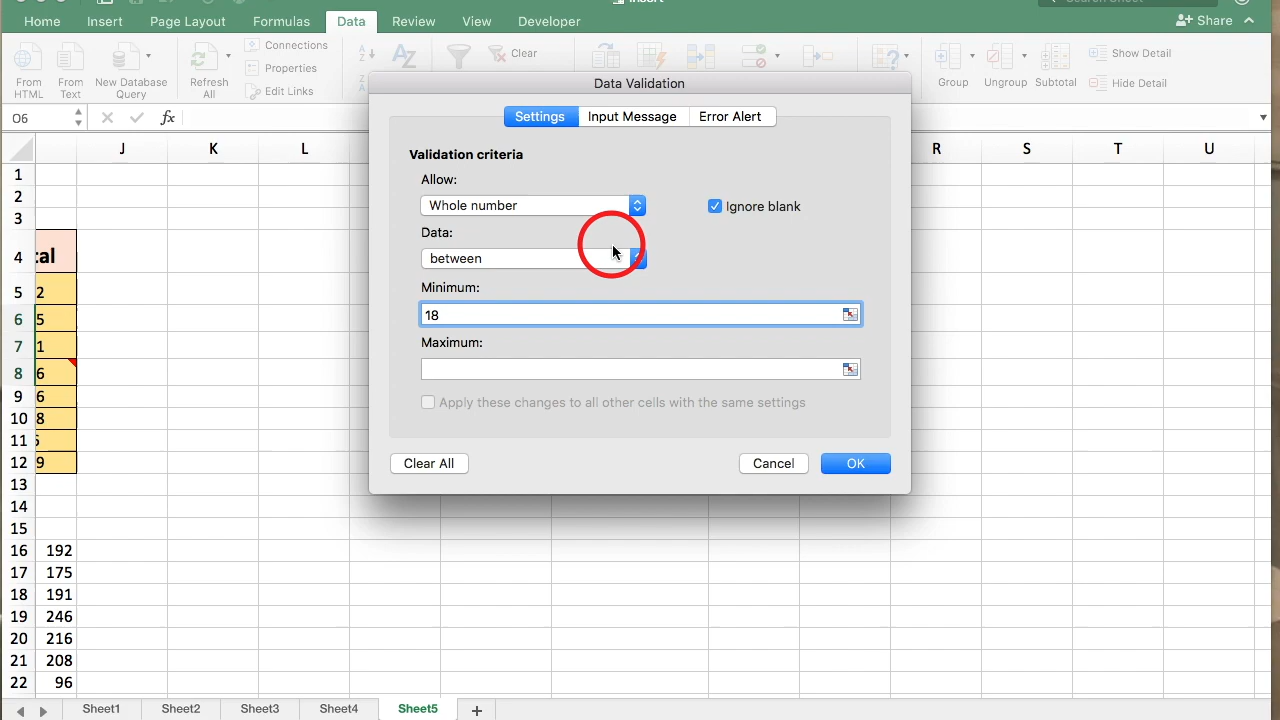 Insert
Search Sheet
Home Insert Page Layout Formulas Data Review View Developer Share
Connections
Properties
Edit Links
Clear
Show Detail
Hide Detail
From HTML
From Text
New Database Query
Refresh All
Group Ungroup Subtotal
O6 fx
Data Validation
Settings Input Message Error Alert
Validation criteria
Allow:
Whole number
Ignore blank
Data:
between
Minimum:
18
Maximum:
Apply these changes to all other cells with the same settings
Clear All Cancel OK
J K L R S T U
1
2
3
4 tal
5 2
6 5
7 1
8 6
9 6
10 8
11
12 9
13
14
15
16 192
17 175
18 191
19 246
20 216
21 208
22 96
Sheet1 Sheet2 Sheet3 Sheet4 Sheet5 +